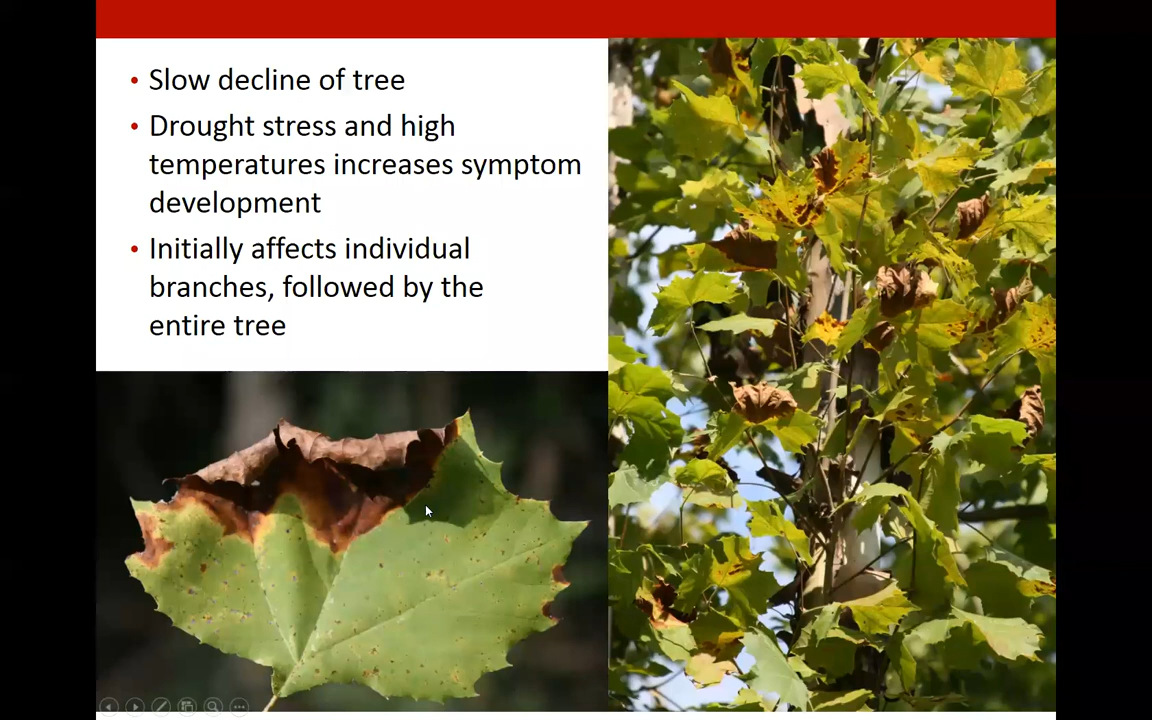 • Slow decline of tree
• Drought stress and high
temperatures increases symptom
development
• Initially affects individual
branches, followed by the
entire tree